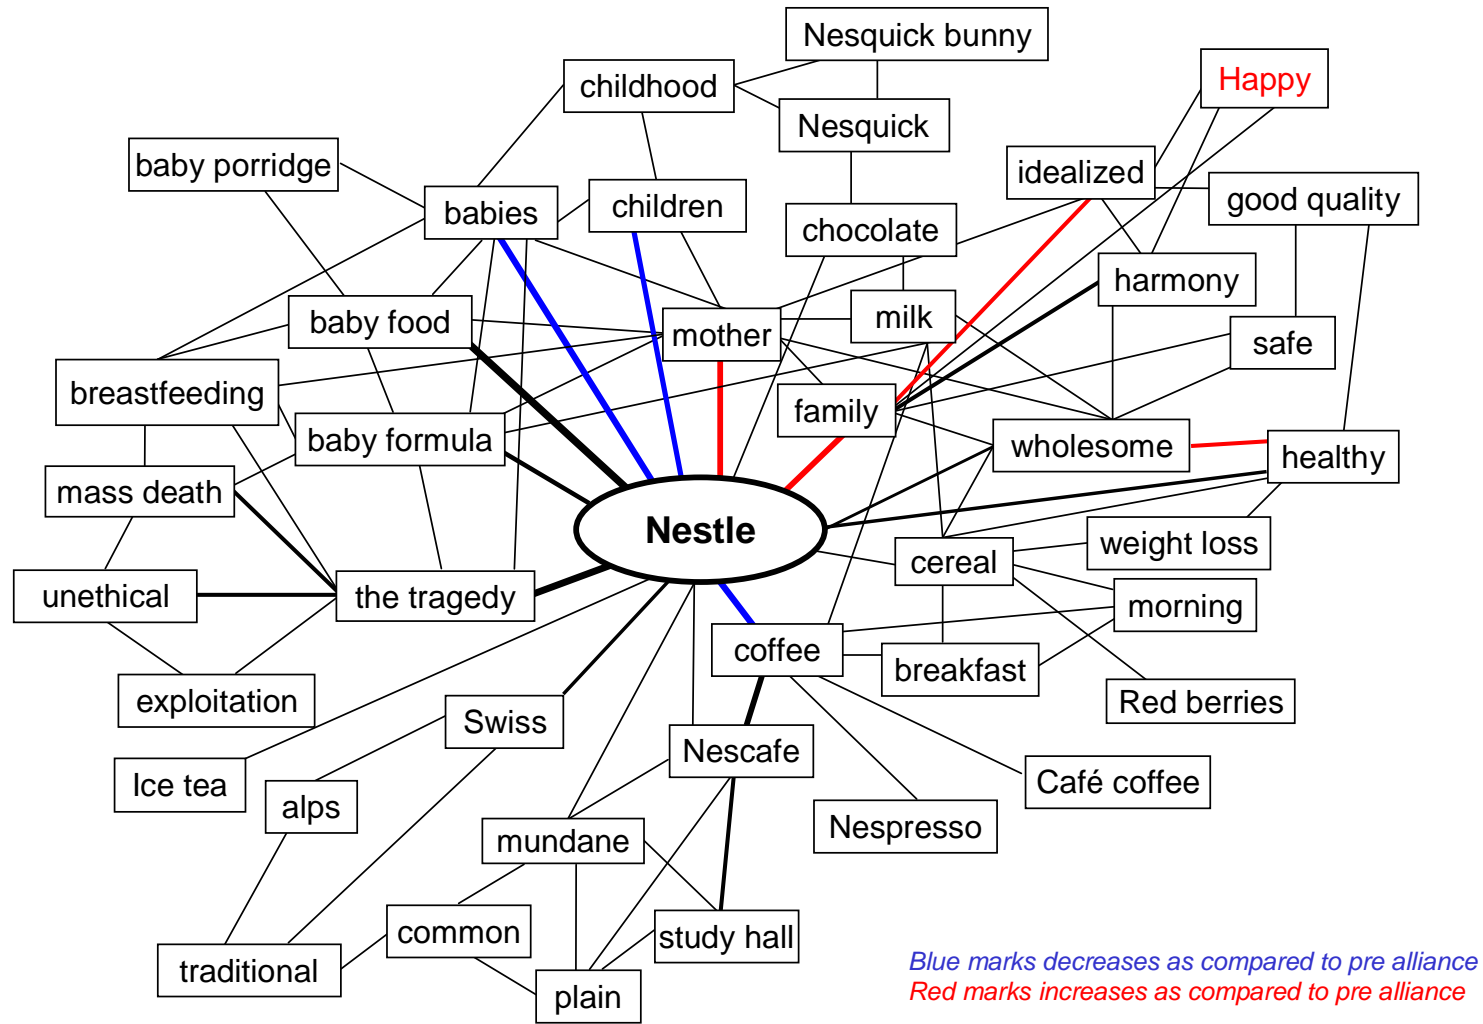 Nesquick bunny
childhood
Happy
Nesquick
baby porridge
idealized
babies
children
good quality
chocolate
harmony
baby food
mother
milk
safe
breastfeeding
family
baby formula
wholesome
healthy
mass death
Nestle
weight loss
cereal
unethical
the tragedy
morning
coffee
breakfast
exploitation
Swiss
Red berries
Nescafe
Ice tea
alps
Café coffee
mundane
Nespresso
common
study hall
traditional
plain
Blue marks decreases as compared to pre alliance
Red marks increases as compared to pre alliance